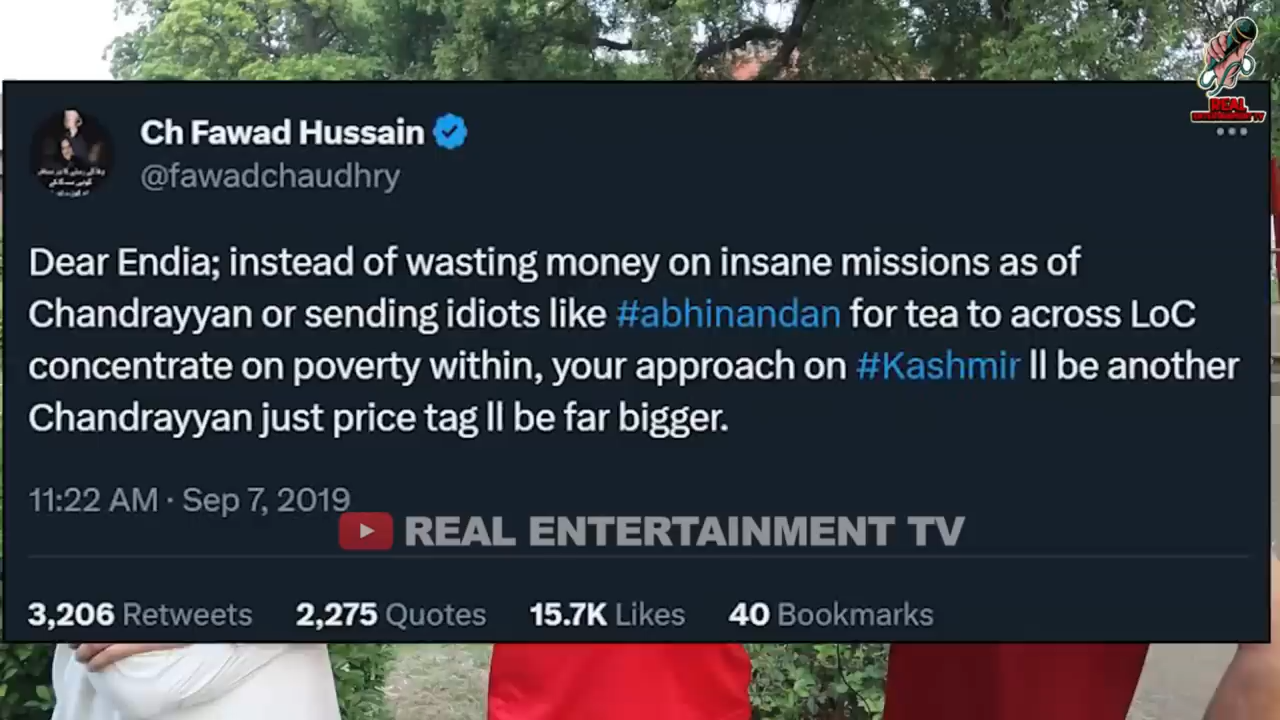 REAL
ENTERTAINMENT TV
Ch Fawad Hussain
@fawadchaudhry
Dear Endia; instead of wasting money on insane missions as of
Chandrayyan or sending idiots like #abhinandan for tea to across LoC
concentrate on poverty within, your approach on #Kashmir ll be another
Chandrayyan just price tag ll be far bigger.
11:22 AM · Sep 7, 2019
REAL ENTERTAINMENT TV
3,206 Retweets 2,275 Quotes 15.7K Likes 40 Bookmarks